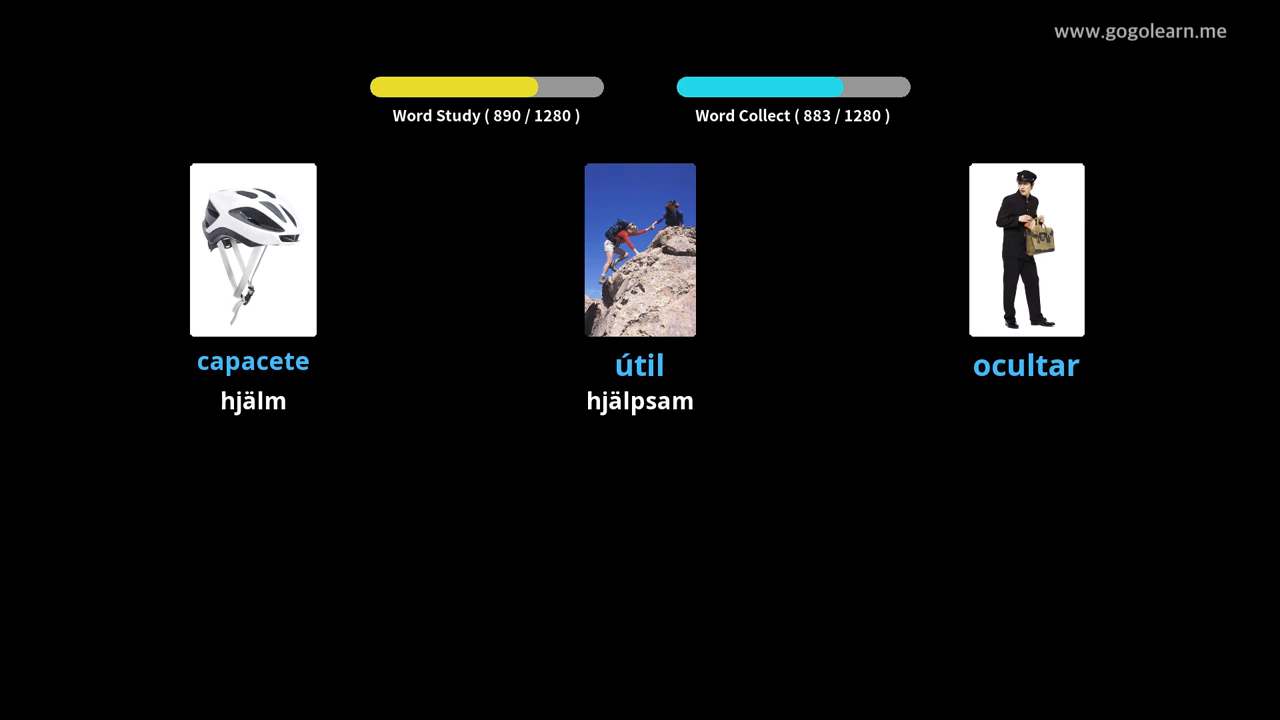 www.gogolearn.me
Word Study ( 890 / 1280 )
Word Collect ( 883 / 1280 )
capacete
útil
ocultar
hjälm
hjälpsam